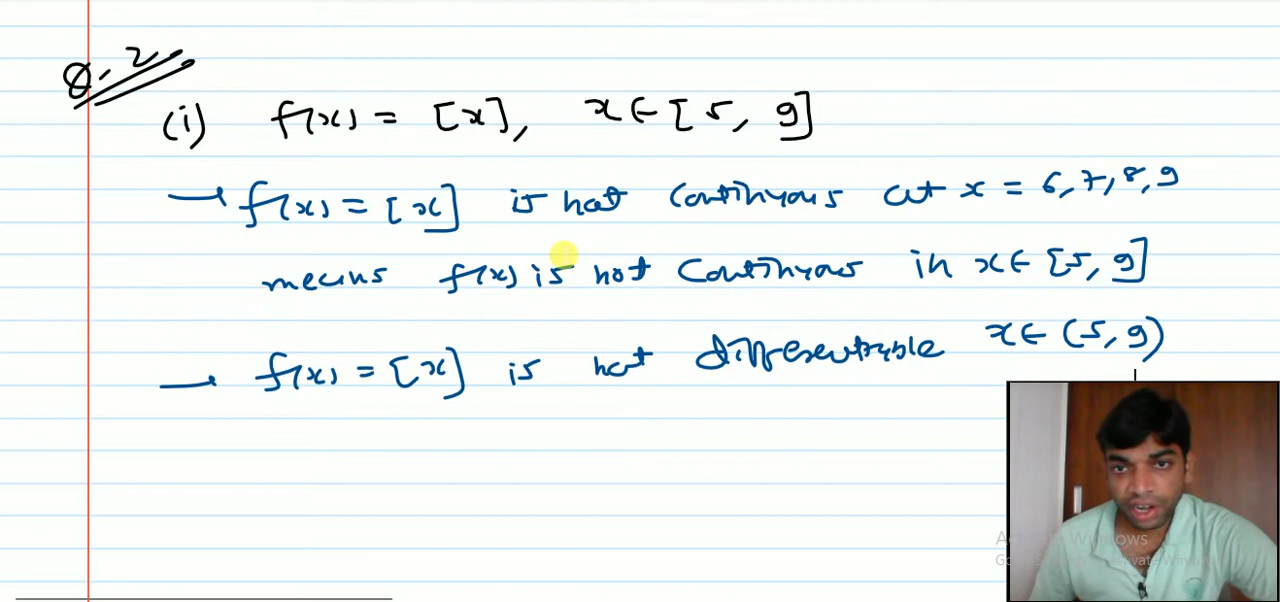 Q. 2
(i) f(x) = [x], x ∈ [5, 9]
→ f(x) = [x] is not continuous at x = 6, 7, 8, 9
means f(x) is not continuous in x ∈ [5, 9]
→ f(x) = [x] is not differentiable x ∈ (5, 9)
Windows